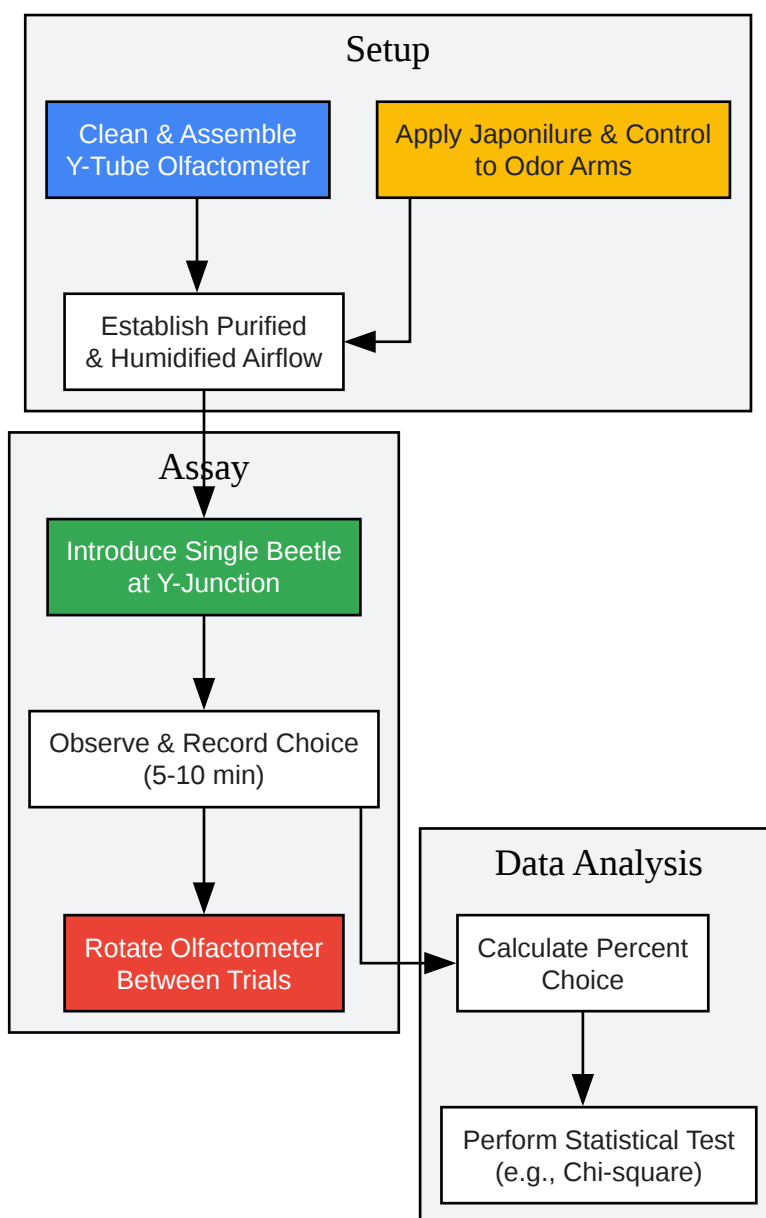 Setup
Clean & Assemble
Y-Tube Olfactometer
Apply Japonilure & Control
to Odor Arms
Establish Purified
& Humidified Airflow
Assay
Introduce Single Beetle
at Y-Junction
Observe & Record Choice
(5-10 min)
Rotate Olfactometer
Between Trials
Data Analysis
Calculate Percent
Choice
Perform Statistical Test
(e.g., Chi-square)